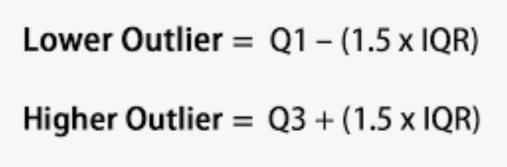 Lower Outlier = Q1 – (1.5 x IQR)
Higher Outlier = Q3 + (1.5 x IQR)